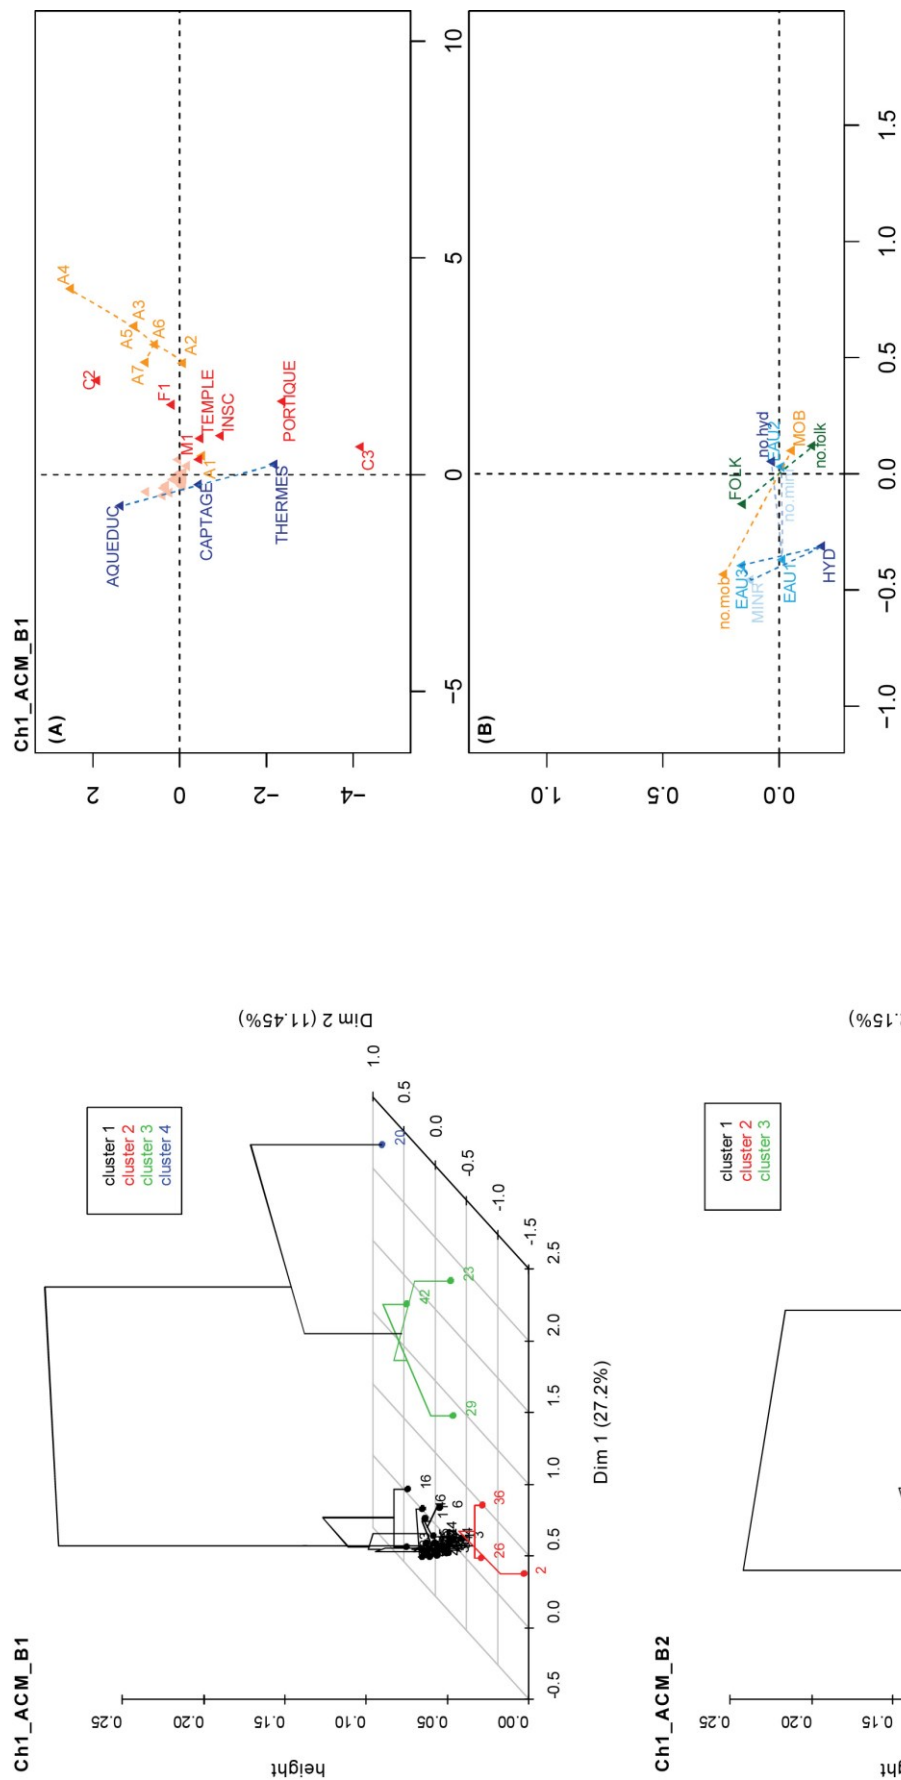 Ch1_ACM_B1
height
0.00
0.05
0.10
0.15
0.20
0.25
cluster 1
cluster 2
cluster 3
cluster 4
20
42
23
29
16
6
36
26
2
3
-0.5
0.0
0.5
1.0
1.5
2.0
2.5
Dim 1 (27.2%)
-1.5
-1.0
-0.5
0.0
0.5
1.0
Dim 2 (11.45%)
Ch1_ACM_B1
(A)
2
0
−2
−4
AQUEDUC
CAPTAGE
THERMES
C2
A4
A3
A5
A6
A7
A2
F1
M1
TEMPLE
INSC
A1
PORTIQUE
C3
−5
0
5
10
(B)
1.0
0.5
0.0
no.mob
EAU3
MINR
EAU1
HYD
FOLK
no.hyd
EAU2
MOB
no.folk
−1.0
−0.5
0.0
0.5
1.0
1.5
Ch1_ACM_B2
0.25
0.20
0.15
cluster 1
cluster 2
cluster 3